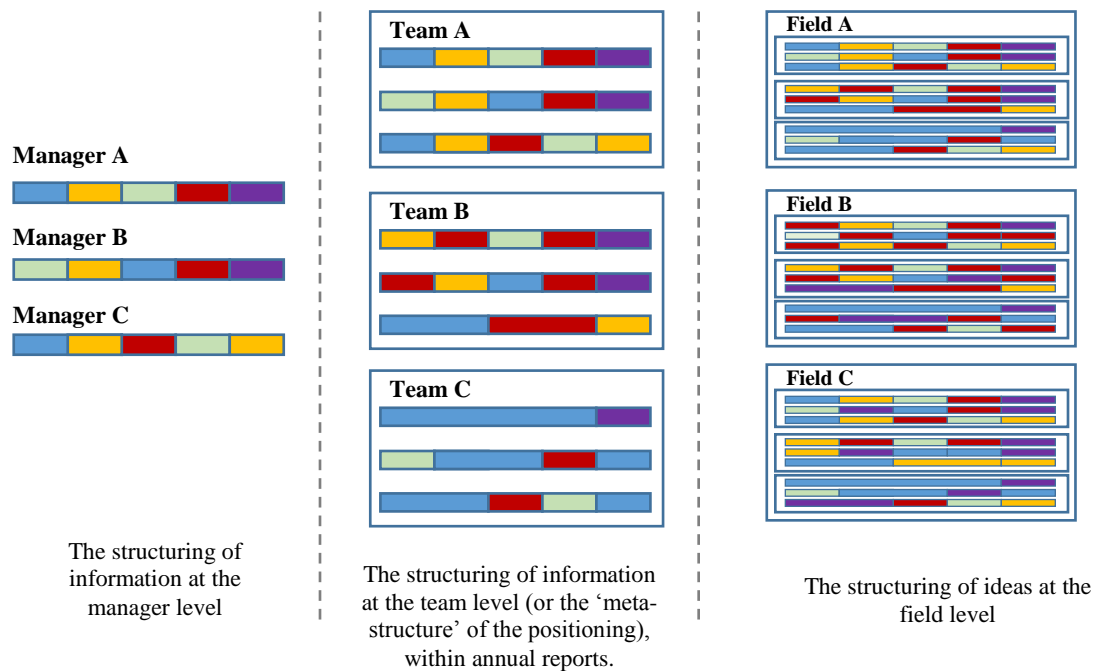 Manager A
Manager B
Manager C
The structuring of
information at the
manager level
Team A
Team B
Team C
The structuring of information
at the team level (or the ‘meta-
structure’ of the positioning),
within annual reports.
Field A
Field B
Field C
The structuring of ideas at the
field level